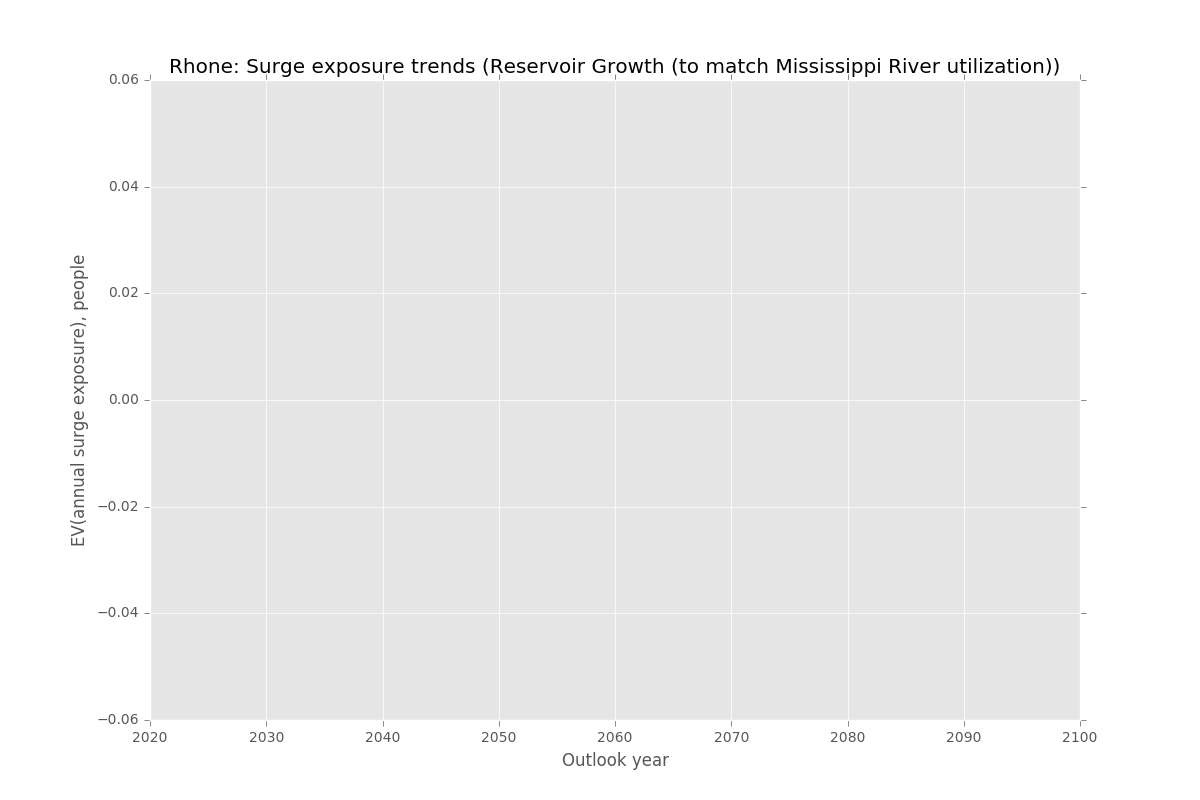 Rhone: Surge exposure trends (Reservoir Growth (to match Mississippi River utilization))
0.06
0.04
0.02
0.00
−0.02
−0.04
−0.06
EV(annual surge exposure), people
2020 2030 2040 2050 2060 2070 2080 2090 2100
Outlook year